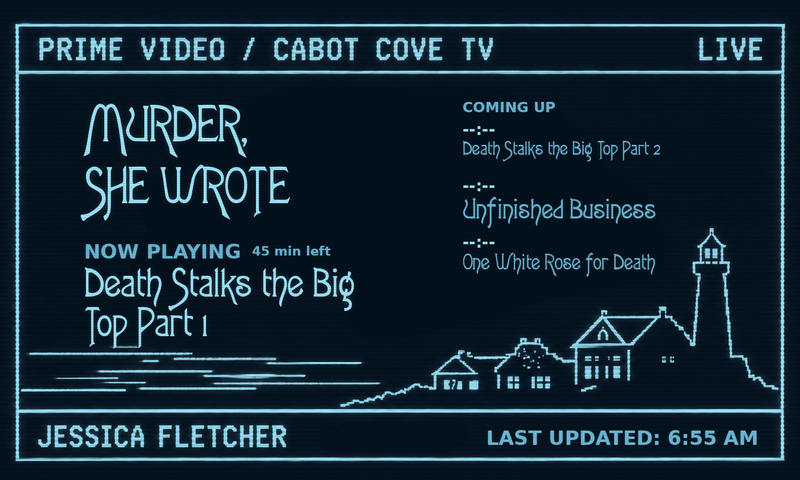 PRIME VIDEO / CABOT COVE TV
LIVE
MURDER,
SHE WROTE
NOW PLAYING 45 min left
Death Stalks the Big
Top Part 1
COMING UP
--:--
Death Stalks the Big Top Part 2
--:--
Unfinished Business
--:--
One White Rose for Death
JESSICA FLETCHER
LAST UPDATED: 6:55 AM